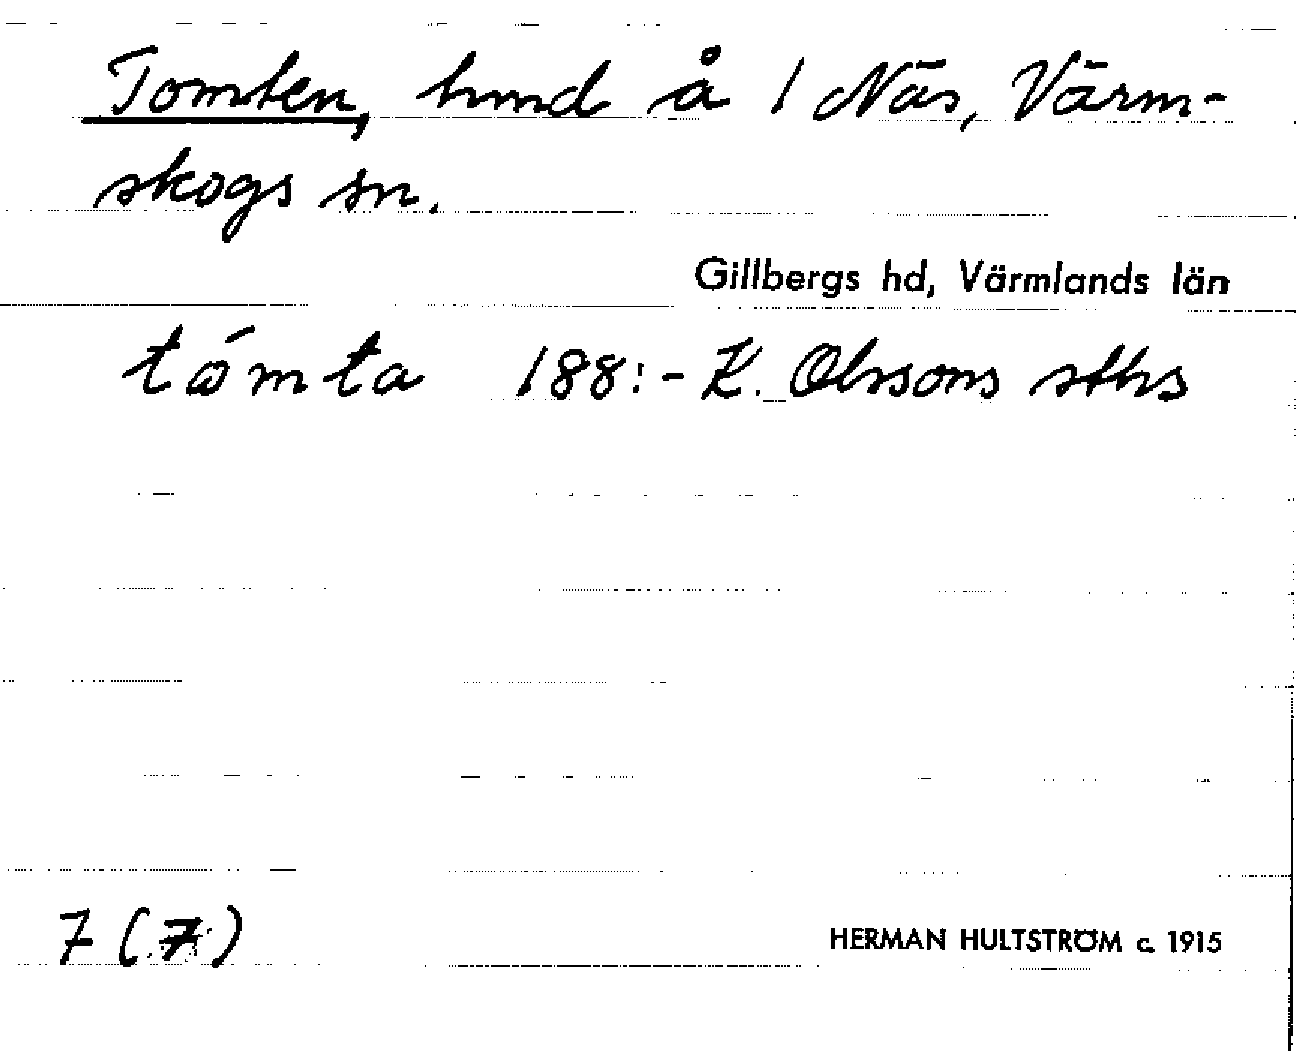 Tomten, hmd å 1 Näs, Värm-
skogs sn.
Gillbergs hd, Värmlands län
tómta 188:- K. Olssons sths
7 (7)
HERMAN HULTSTRÖM c. 1915